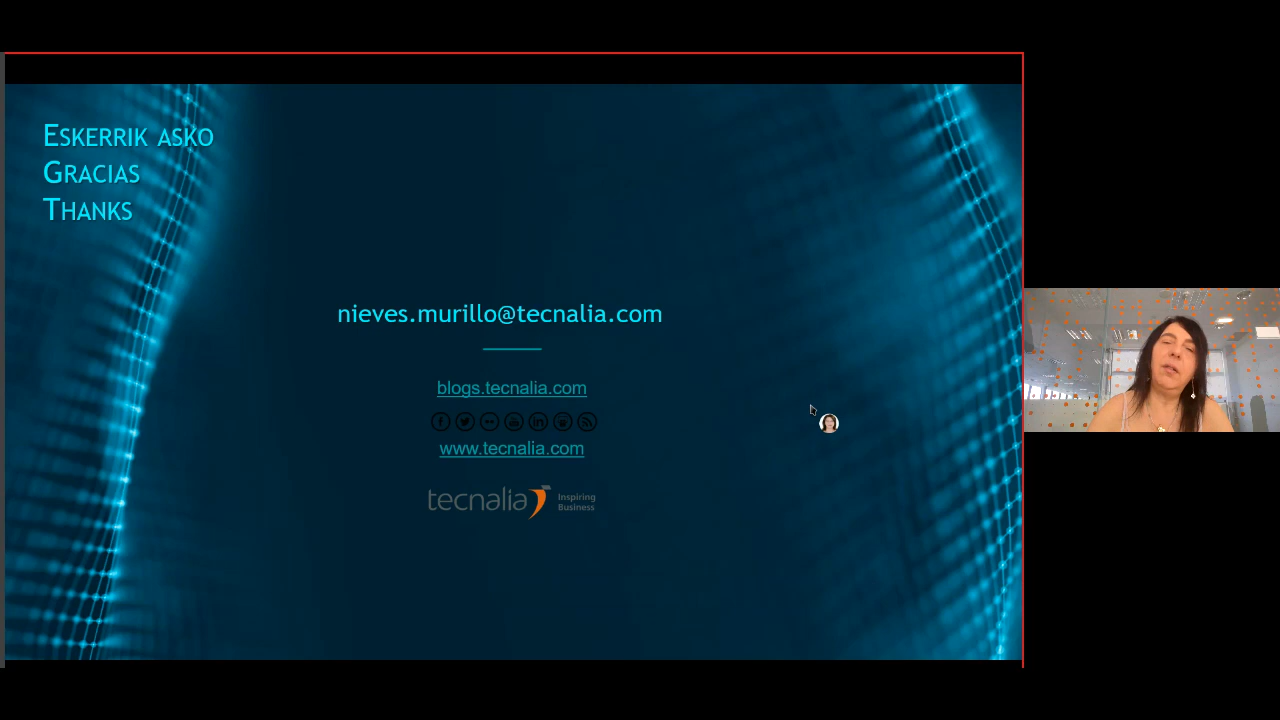 Eskerrik asko
Gracias
Thanks
nieves.murillo@tecnalia.com
blogs.tecnalia.com
www.tecnalia.com
tecnalia Inspiring
Business